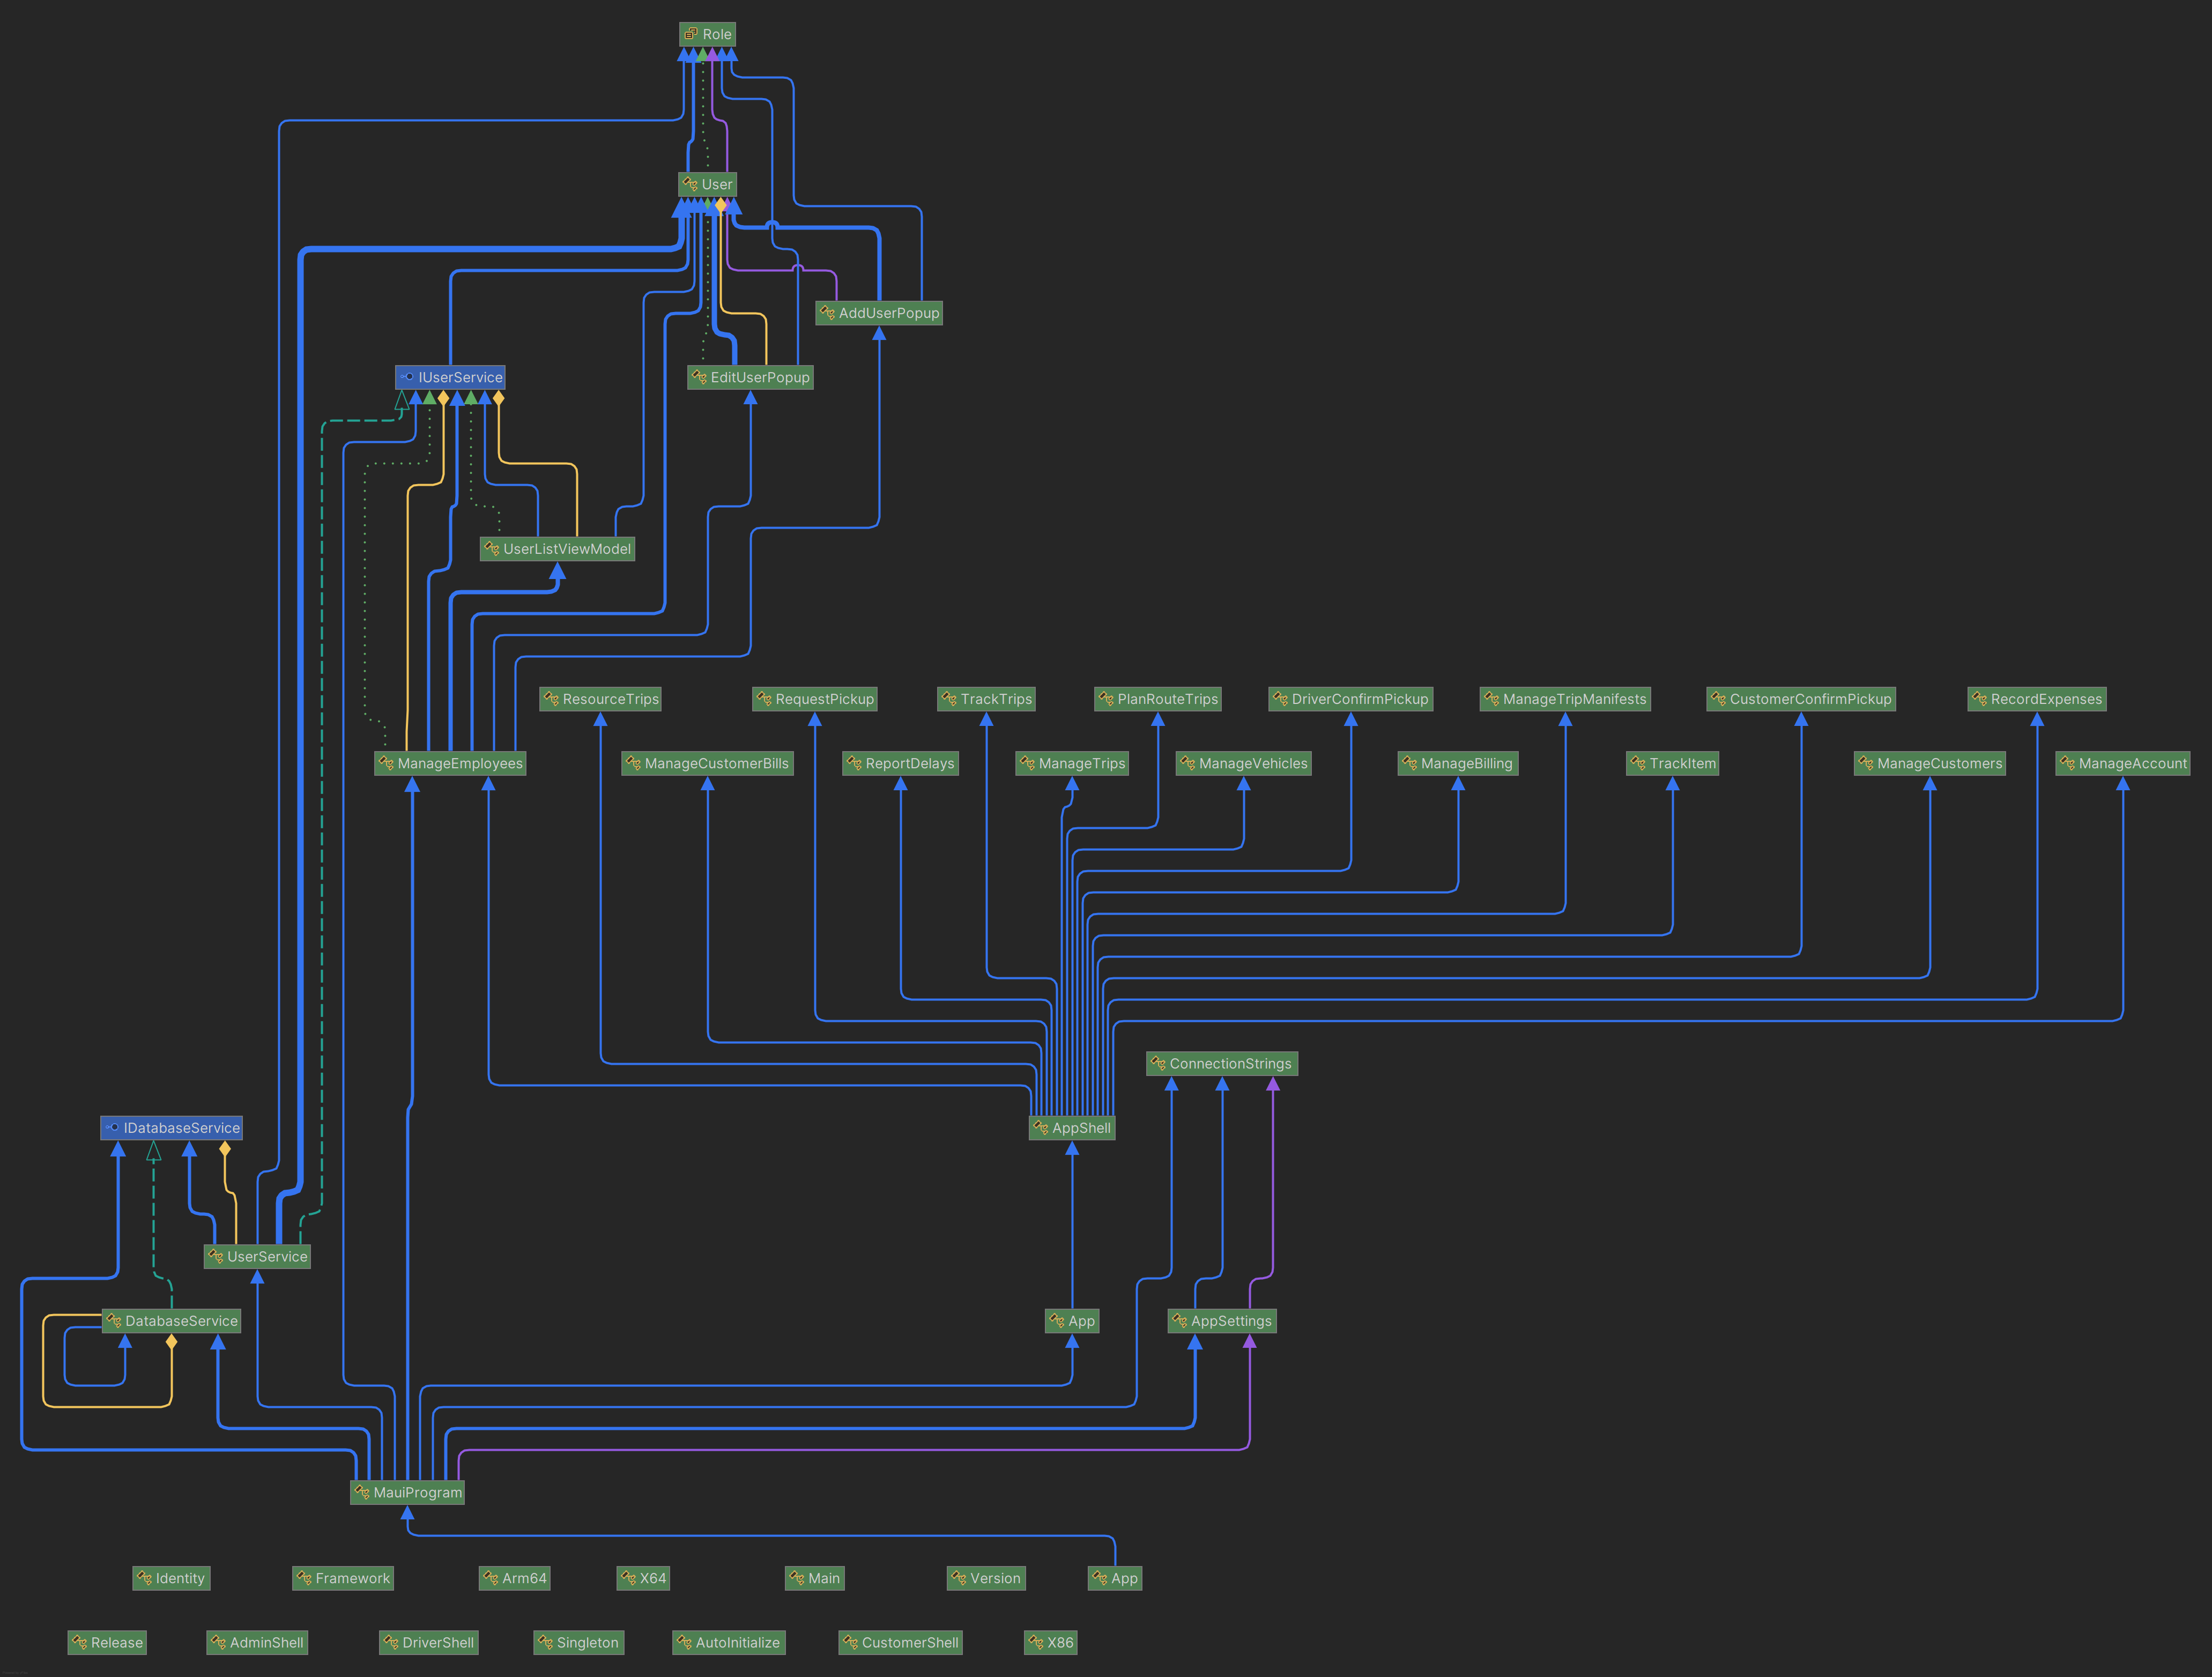 Role
User
AddUserPopup
IUserService
EditUserPopup
UserListViewModel
ResourceTrips
RequestPickup
TrackTrips
PlanRouteTrips
DriverConfirmPickup
ManageTripManifests
CustomerConfirmPickup
RecordExpenses
ManageEmployees
ManageCustomerBills
ReportDelays
ManageTrips
ManageVehicles
ManageBilling
TrackItem
ManageCustomers
ManageAccount
ConnectionStrings
IDatabaseService
AppShell
UserService
DatabaseService
App
AppSettings
MauiProgram
Identity
Framework
Arm64
X64
Main
Version
App
Release
AdminShell
DriverShell
Singleton
AutoInitialize
CustomerShell
X86